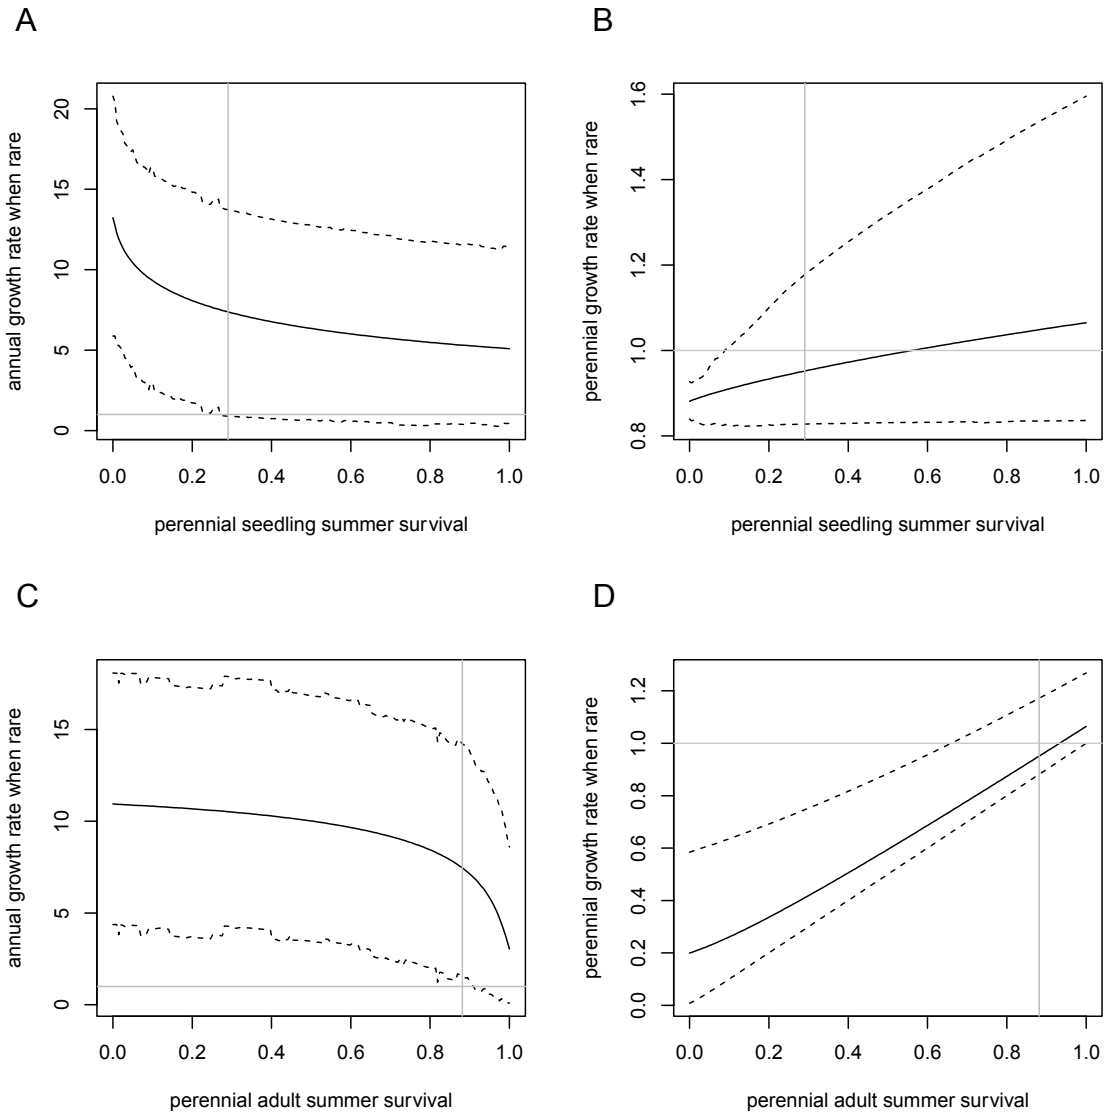 A
annual growth rate when rare
20
15
10
5
0
0.0 0.2 0.4 0.6 0.8 1.0
perennial seedling summer survival
B
perennial growth rate when rare
1.6
1.4
1.2
1.0
0.8
0.0 0.2 0.4 0.6 0.8 1.0
perennial seedling summer survival
C
annual growth rate when rare
15
10
5
0
0.0 0.2 0.4 0.6 0.8 1.0
perennial adult summer survival
D
perennial growth rate when rare
1.2
1.0
0.8
0.6
0.4
0.2
0.0
0.0 0.2 0.4 0.6 0.8 1.0
perennial adult summer survival